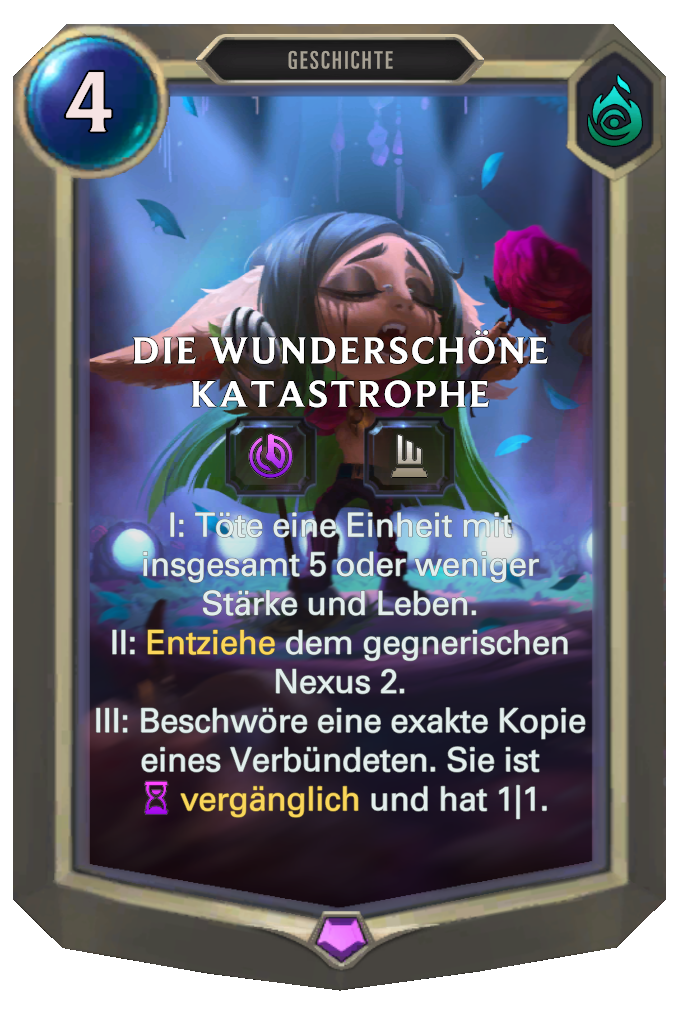 GESCHICHTE
4
DIE WUNDERSCHÖNE
KATASTROPHE
I: Töte eine Einheit mit
insgesamt 5 oder weniger
Stärke und Leben.
II: Entziehe dem gegnerischen
Nexus 2.
III: Beschwöre eine exakte Kopie
eines Verbündeten. Sie ist
vergänglich und hat 1|1.